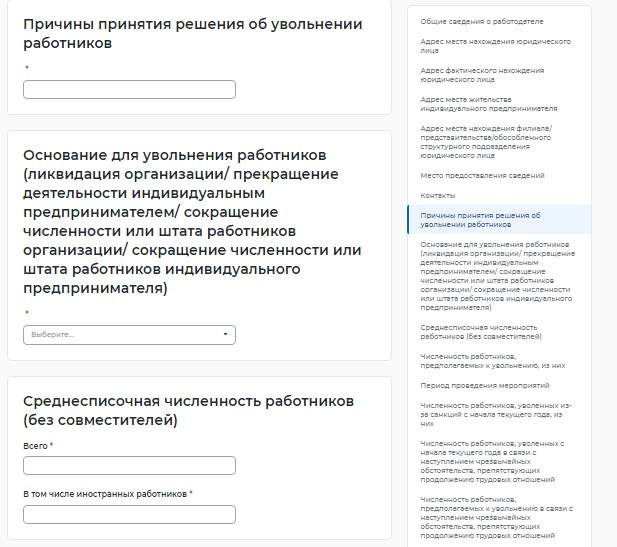 Причины принятия решения об увольнении
работников
*
Основание для увольнения работников
(ликвидация организации/ прекращение
деятельности индивидуальным
предпринимателем/ сокращение
численности или штата работников
организации/ сокращение численности или
штата работников индивидуального
предпринимателя)
*
Выберите...
Среднесписочная численность работников
(без совместителей)
Всего *
В том числе иностранных работников *
Общие сведения о работодателе
Адрес места нахождения юридического
лица
Адрес фактического нахождения
юридического лица
Адрес места жительства
индивидуального предпринимателя
Адрес места нахождения филиала/
представительства/обособленного
структурного подразделения
юридического лица
Место предоставления сведений
Контакты
Причины принятия решения об
увольнении работников
Основание для увольнения работников
(ликвидация организации/ прекращение
деятельности индивидуальным
предпринимателем/ сокращение
численности или штата работников
организации/ сокращение численности
или штата работников индивидуального
предпринимателя)
Среднесписочная численность
работников (без совместителей)
Численность работников,
предполагаемых к увольнению, из них
Период проведения мероприятий
Численность работников, уволенных из-
за санкций с начала текущего года, из
них
Численность работников, уволенных с
начала текущего года в связи с
наступлением чрезвычайных
обстоятельств, препятствующих
продолжению трудовых отношений
Численность работников,
предполагаемых к увольнению в связи с
наступлением чрезвычайных
обстоятельств, препятствующих
продолжению трудовых отношений